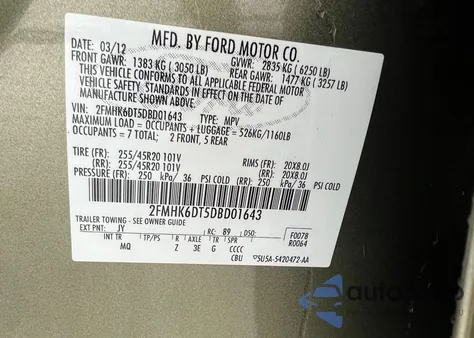 MFD. BY FORD MOTOR CO.
03/12
GVWR: 2835 KG (6250 LB)
FRONT GAWR: 1383 KG (3050 LB)
REAR GAWR: 1477 KG (3257 LB)
THIS VEHICLE CONFORMS TO ALL APPLICABLE FEDERAL MOTOR
VEHICLE SAFETY STANDARDS IN EFFECT ON THE DATE OF
MANUFACTURE SHOWN ABOVE.
VIN: 2FMHK6DT5DBD01643
TYPE: MPV
MAXIMUM LOAD = OCCUPANTS + LUGGAGE = 526KG/1160LB
OCCUPANTS = 7 TOTAL; 2 FRONT, 5 REAR
TIRE (FR): 255/45R20 101V RIMS (FR): 20X8.0J
(RR): 255/45R20 101V (RR): 20X8.0J
PRESSURE (FR) 250 kPa/ 36 PSI COLD (RR) 250 kPa/ 36 PSI COLD
2FMHK6DT5DBD01643
TRAILER TOWING - SEE OWNER GUIDE
EXT PNT: JY RC: B9 DSO: F0078
R0064
INT TR TP/PS R AXLE TR SPR
MQ Z 3E G CCCC
CBU 5U5A-5420472-AA